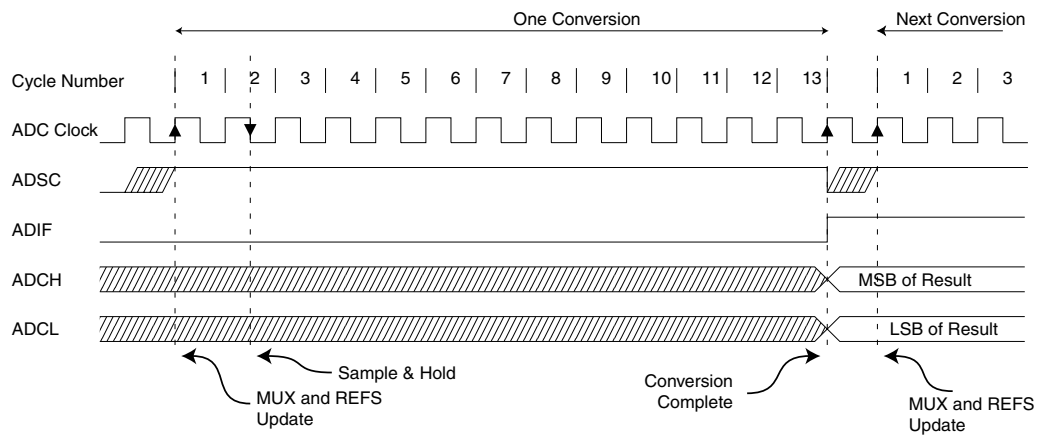 One Conversion
Next Conversion
Cycle Number
1 2 3 4 5 6 7 8 9 10 11 12 13 1 2 3
ADC Clock
ADSC
ADIF
ADCH
MSB of Result
ADCL
LSB of Result
Sample & Hold
MUX and REFS
Update
Conversion
Complete
MUX and REFS
Update